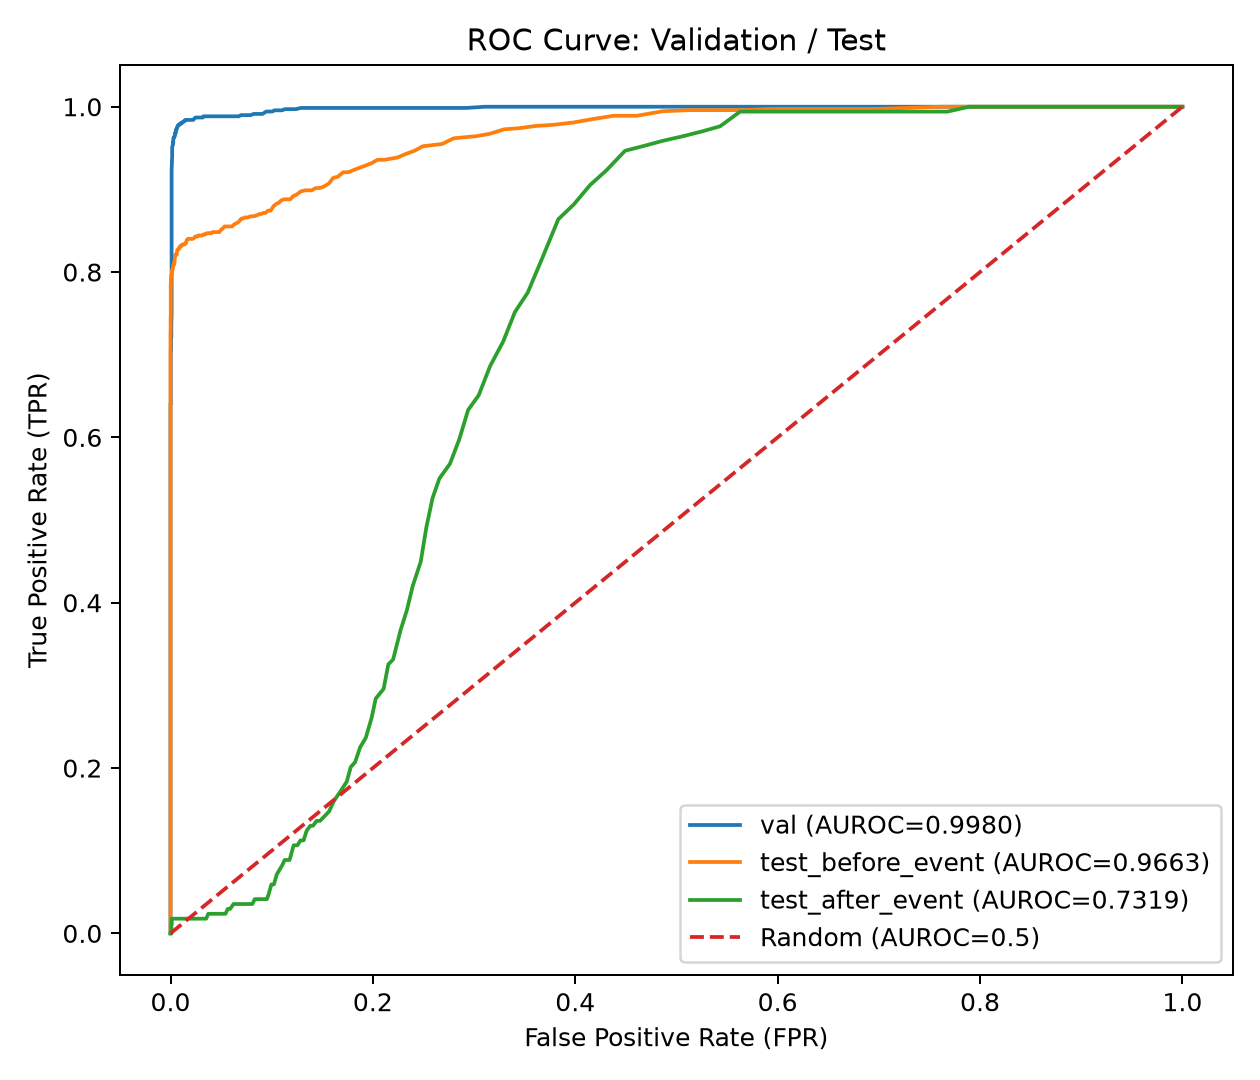 ROC Curve: Validation / Test
True Positive Rate (TPR)
1.0
0.8
0.6
0.4
0.2
0.0
0.0 0.2 0.4 0.6 0.8 1.0
False Positive Rate (FPR)
val (AUROC=0.9980)
test_before_event (AUROC=0.9663)
test_after_event (AUROC=0.7319)
Random (AUROC=0.5)